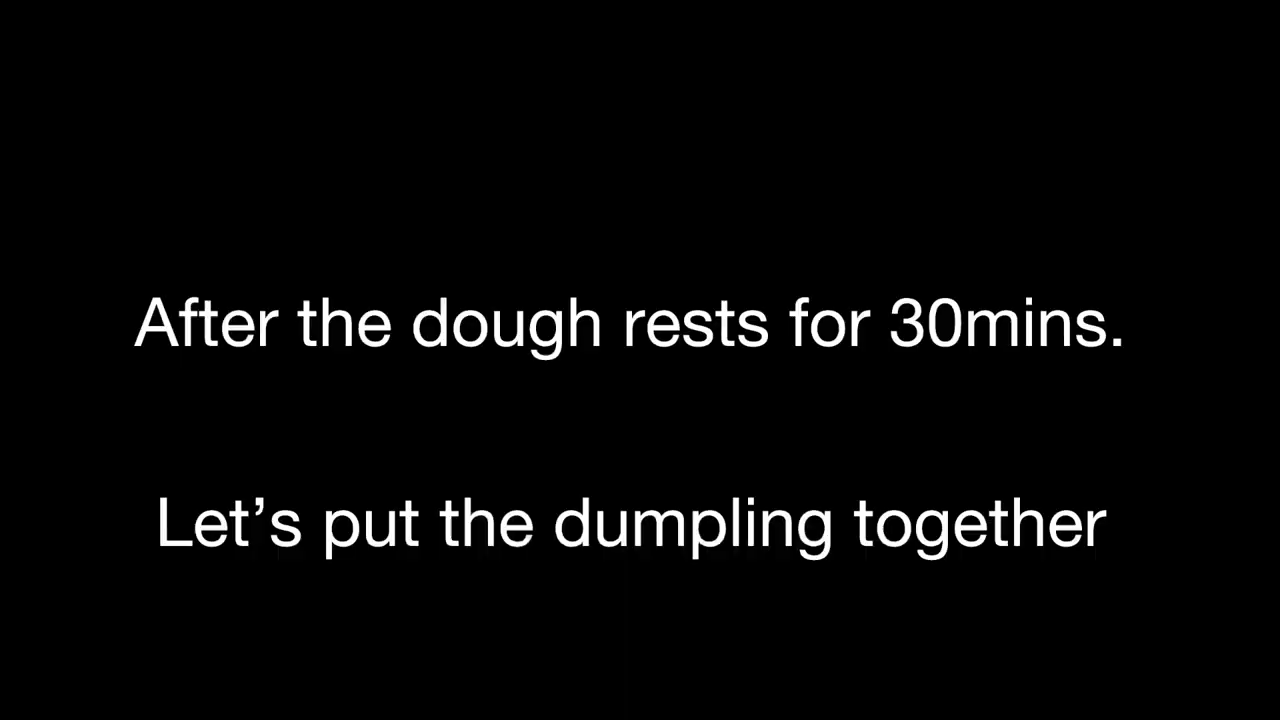 After the dough rests for 30mins.
Let’s put the dumpling together